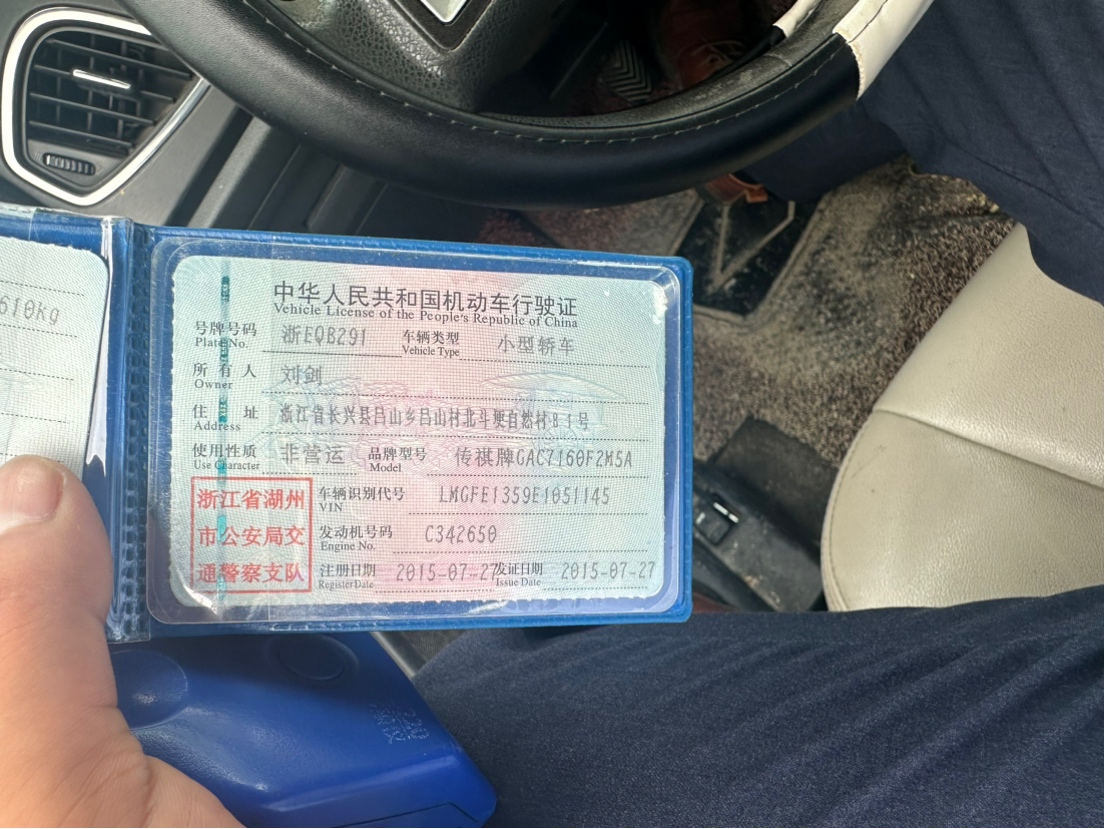 610kg
中华人民共和国机动车行驶证
Vehicle License of the People's Republic of China
号牌号码 浙EQB291 车辆类型 小型轿车
Plate No. Vehicle Type
所有人 刘剑
Owner
住址 浙江省长兴县吕山乡吕山村北斗更自然村81号
Address
使用性质 非营运 品牌型号 传祺牌GAC7160F2M5A
Use Character Model
浙江省湖州 车辆识别代号 LMGFE1359E1051145
VIN
市公安局交 发动机号码 C342650
Engine No.
通警察支队 注册日期 2015-07-27 发证日期 2015-07-27
Register Date Issue Date